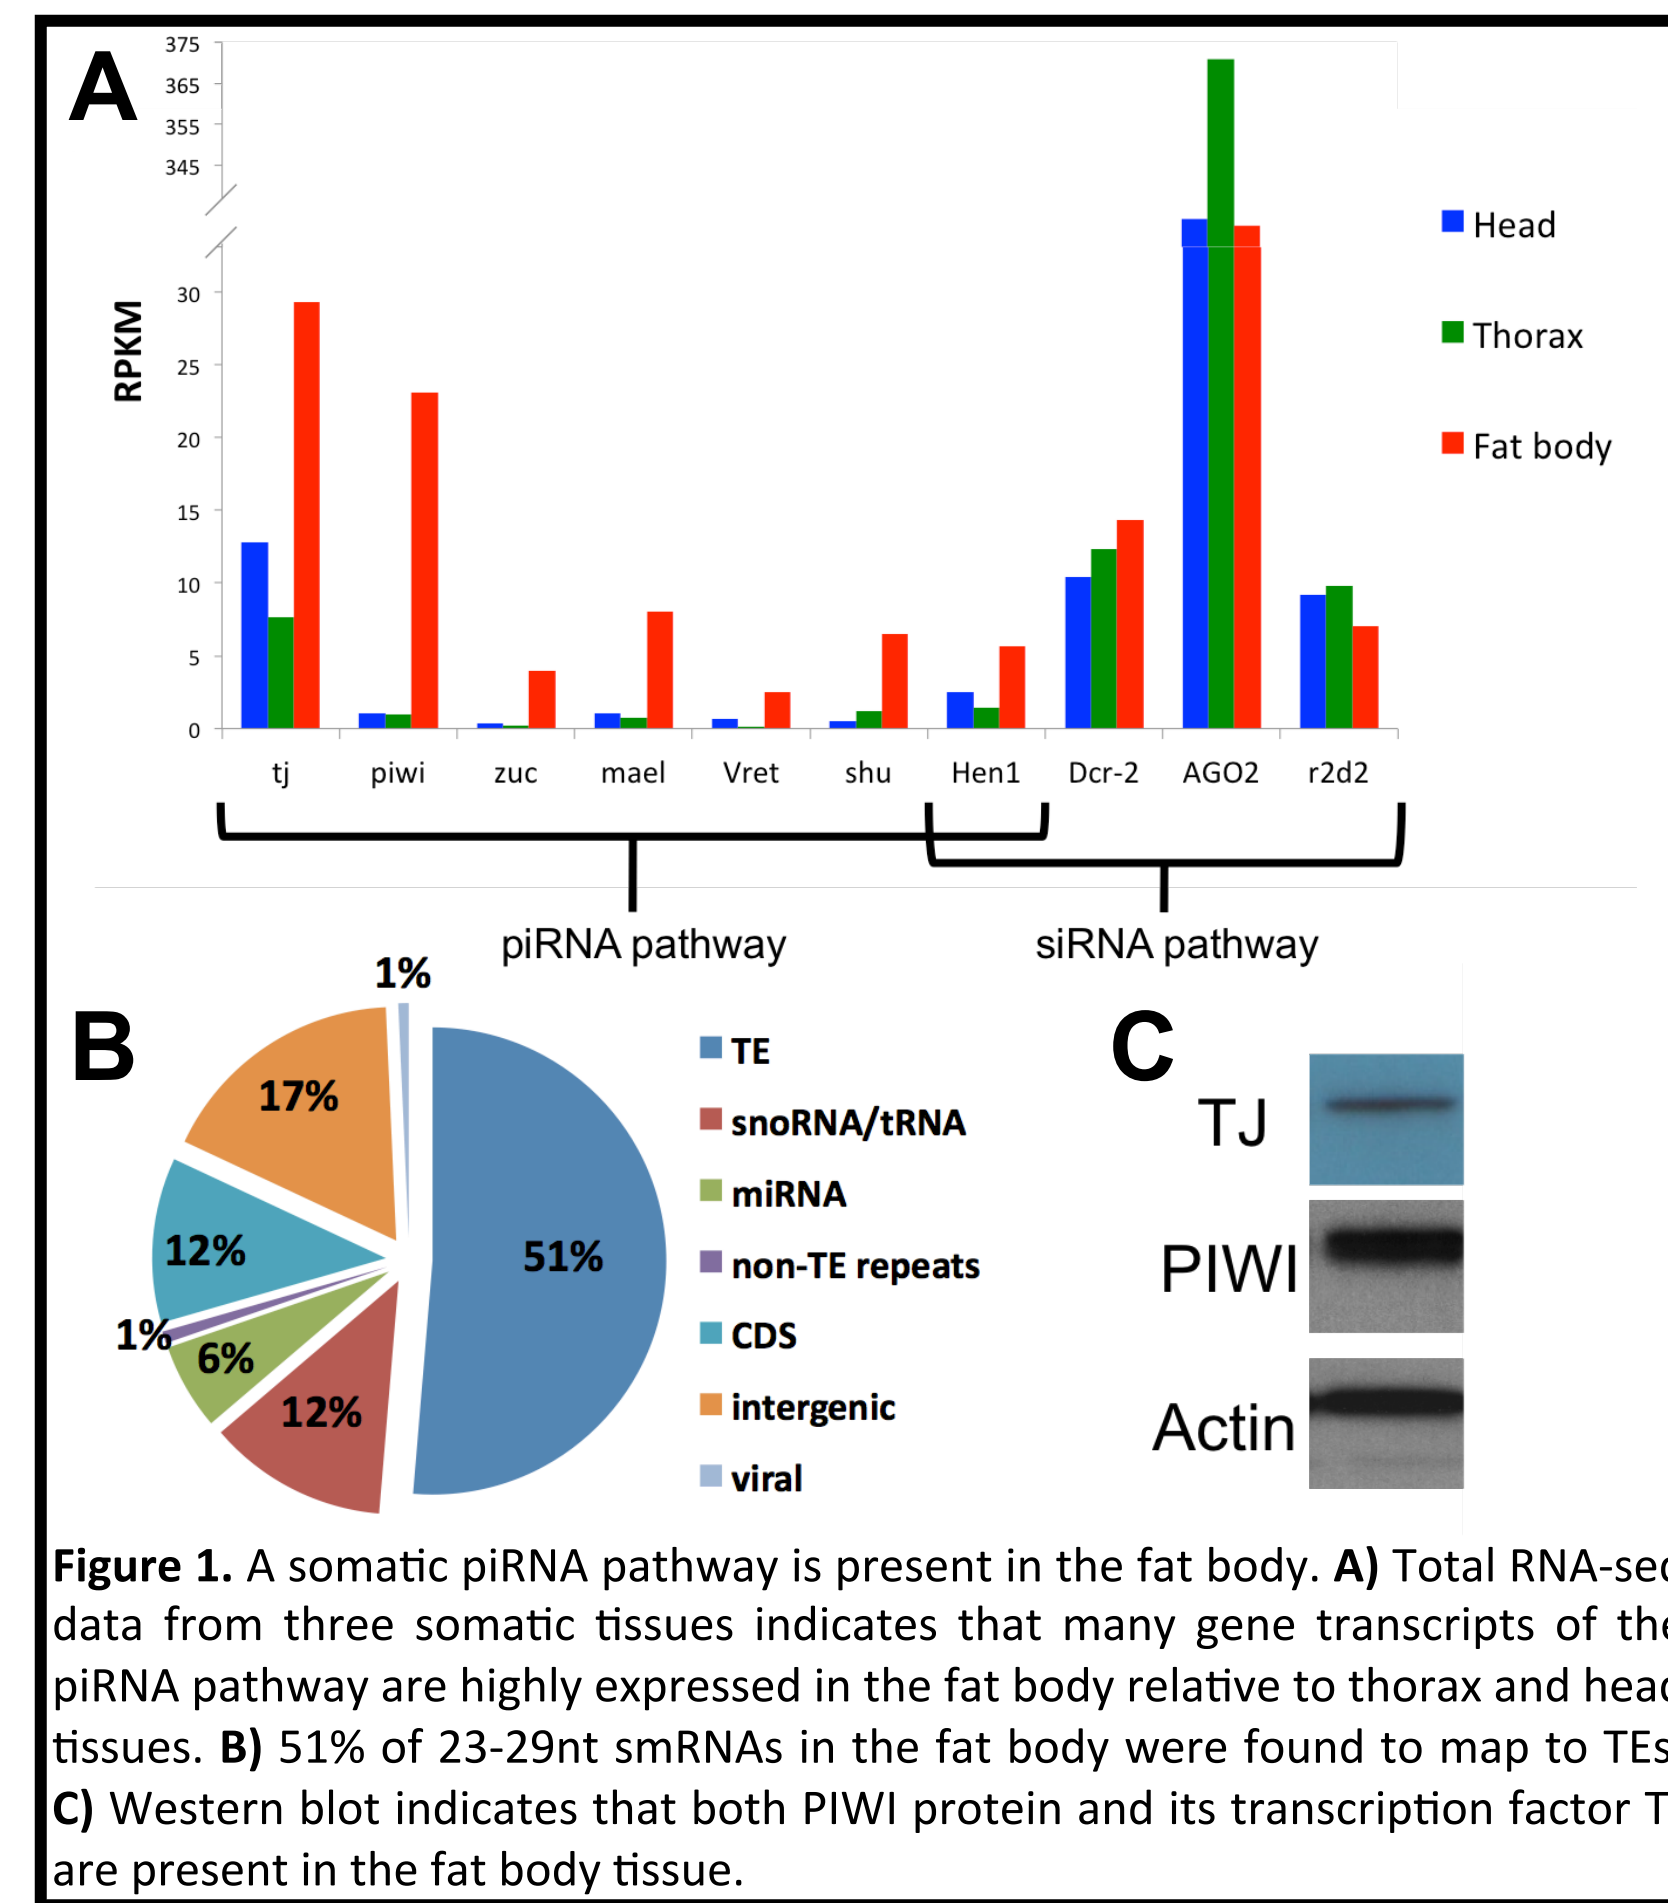 A
375
365
355
345
30
25
20
15
10
5
0
RPKM
Head
Thorax
Fat body
tj piwi zuc mael Vret shu Hen1 Dcr-2 AGO2 r2d2
piRNA pathway siRNA pathway
B
1%
17%
12%
1%
6%
12%
51%
TE
snoRNA/tRNA
miRNA
non-TE repeats
CDS
intergenic
viral
C
TJ
PIWI
Actin
Figure 1. A somatic piRNA pathway is present in the fat body. A) Total RNA-sec
data from three somatic tissues indicates that many gene transcripts of the
piRNA pathway are highly expressed in the fat body relative to thorax and head
tissues. B) 51% of 23-29nt smRNAs in the fat body were found to map to TEs
C) Western blot indicates that both PIWI protein and its transcription factor T
are present in the fat body tissue.